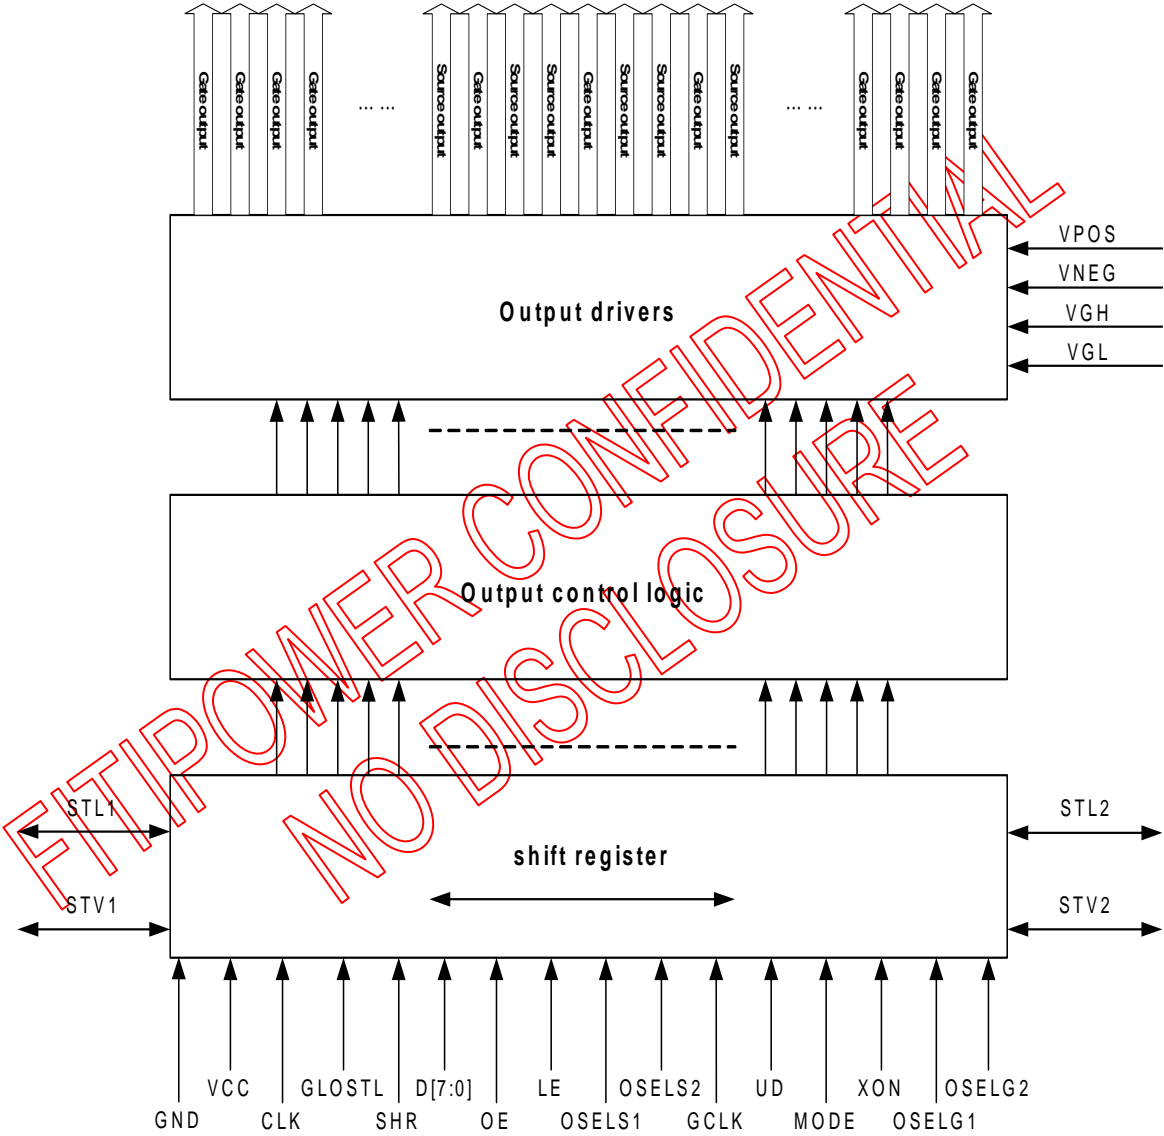 Gate output Gate output Gate output Gate output ... ... Source output Gate output Source output Source output Gate output Source output Source output Gate output Source output ... ... Gate output Gate output Gate output Gate output
VPOS
VNEG
VGH
VGL
Output drivers
Output control logic
shift register
STL1
STV1
STL2
STV2
VCC GLOSTL D[7:0] LE OSELS2 UD XON OSELG2
GND CLK SHR OE OSELS1 GCLK MODE OSELG1
FITIPOWER CONFIDENTIAL
NO DISCLOSURE